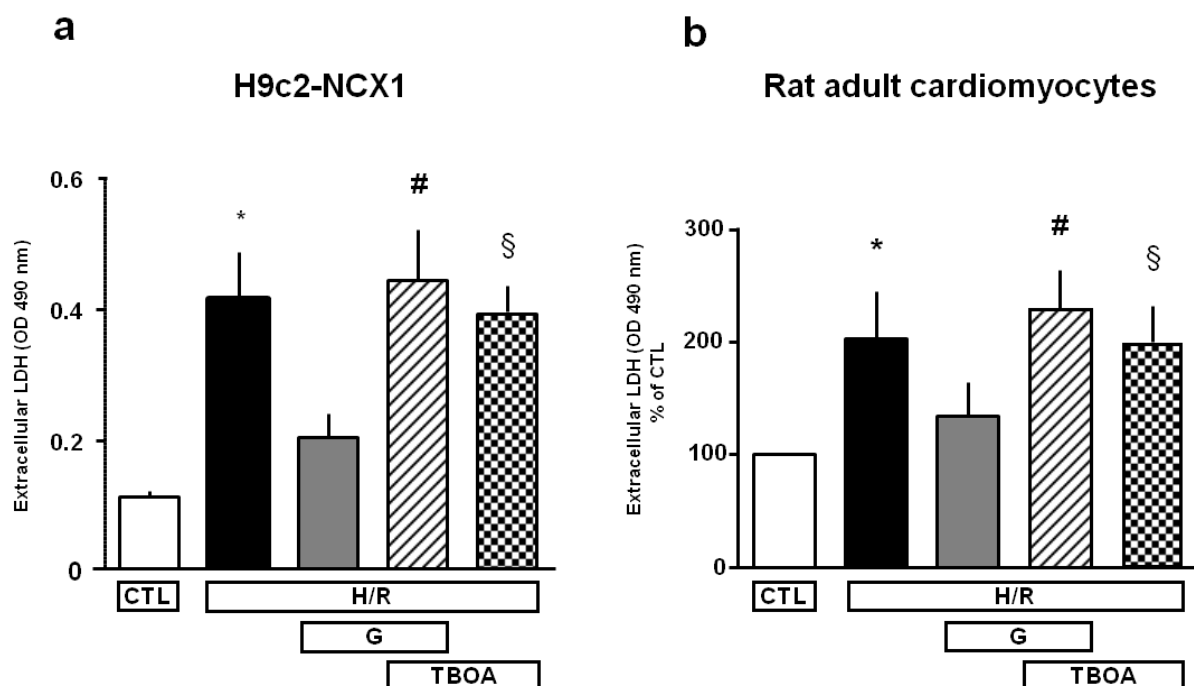 a
H9c2-NCX1
Extracellular LDH (OD 490 nm)
0.6
0.4
0.2
0
*
#
§
CTL
H/R
G
TBOA
b
Rat adult cardiomyocytes
Extracellular LDH (OD 490 nm)
% of CTL
300
200
100
0
*
#
§
CTL
H/R
G
TBOA